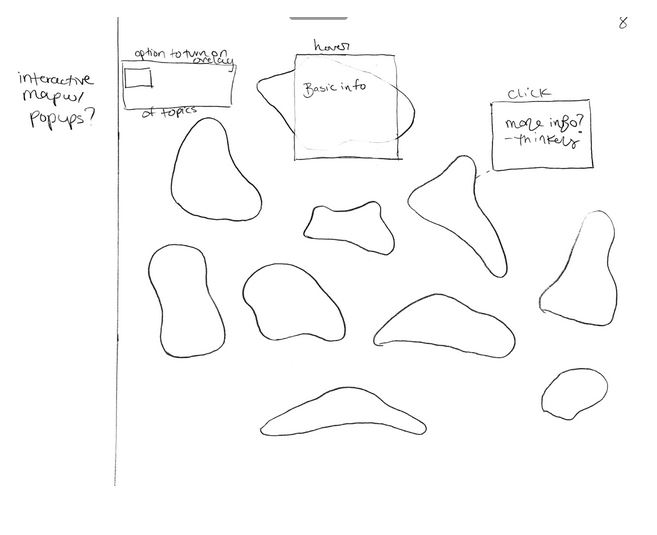 8
interactive
map w/
popups?
option to turn on
overlay
of topics
hover
Basic info
click
more info?
- thinkers